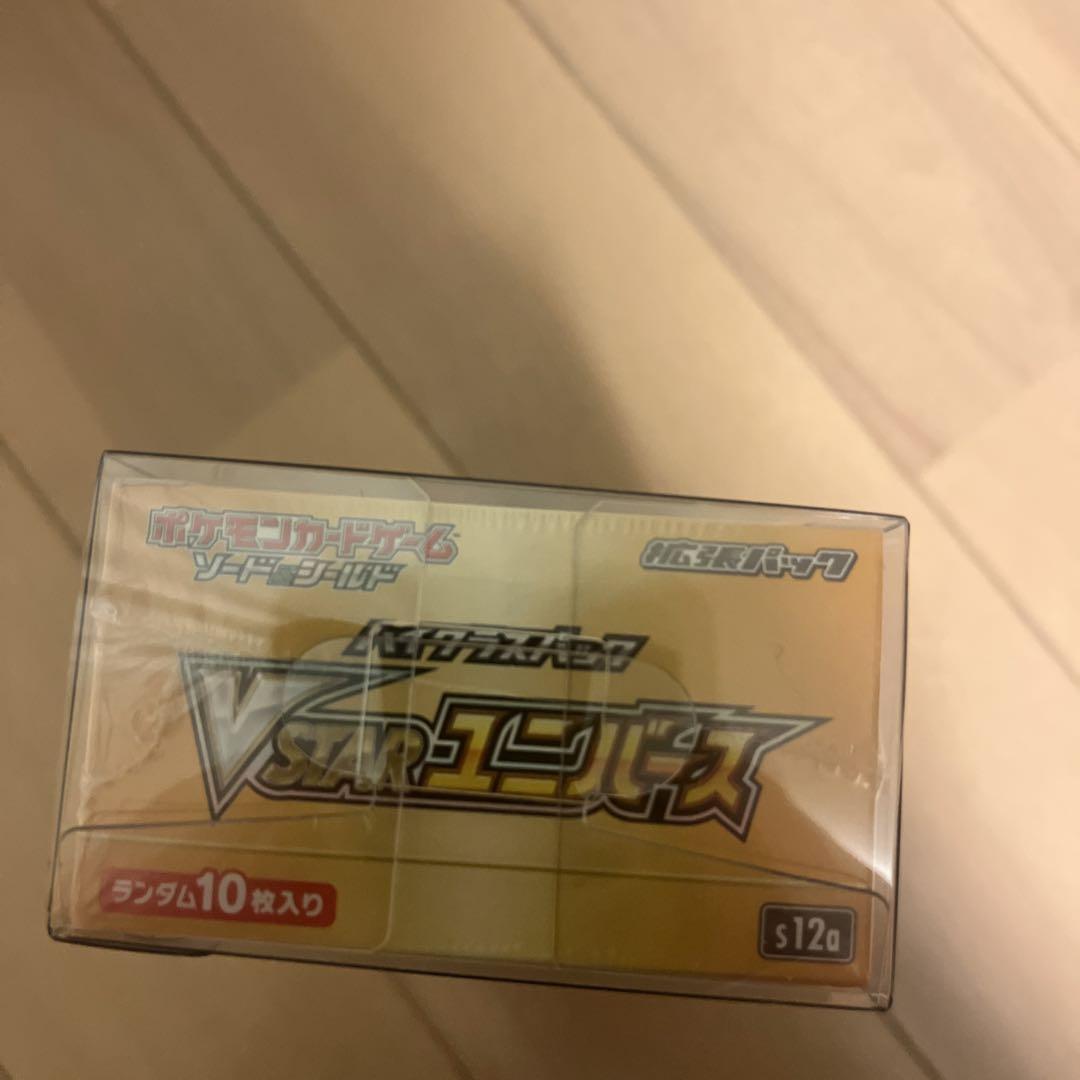 ポケモンカードゲーム
ソード&シールド
拡張パック
ハイクラスパック
VSTARユニバース
ランダム10枚入り
s12a